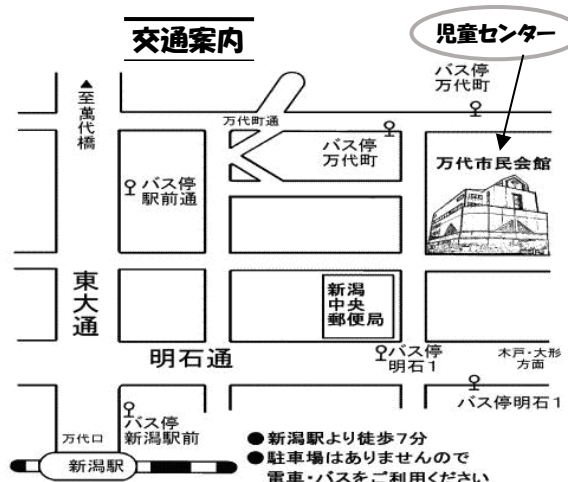 交通案内
児童センター
▲至萬代橋
バス停
万代町
万代町通
バス停
万代町
万代市民会館
バス停
駅前通
東大通
新潟
中央
郵便局
明石通
バス停
明石1
木戸・大形
方面
バス停明石1
バス停
新潟駅前
万代口
新潟駅
●新潟駅より徒歩7分
●駐車場はありませんので
電車・バスをご利用ください